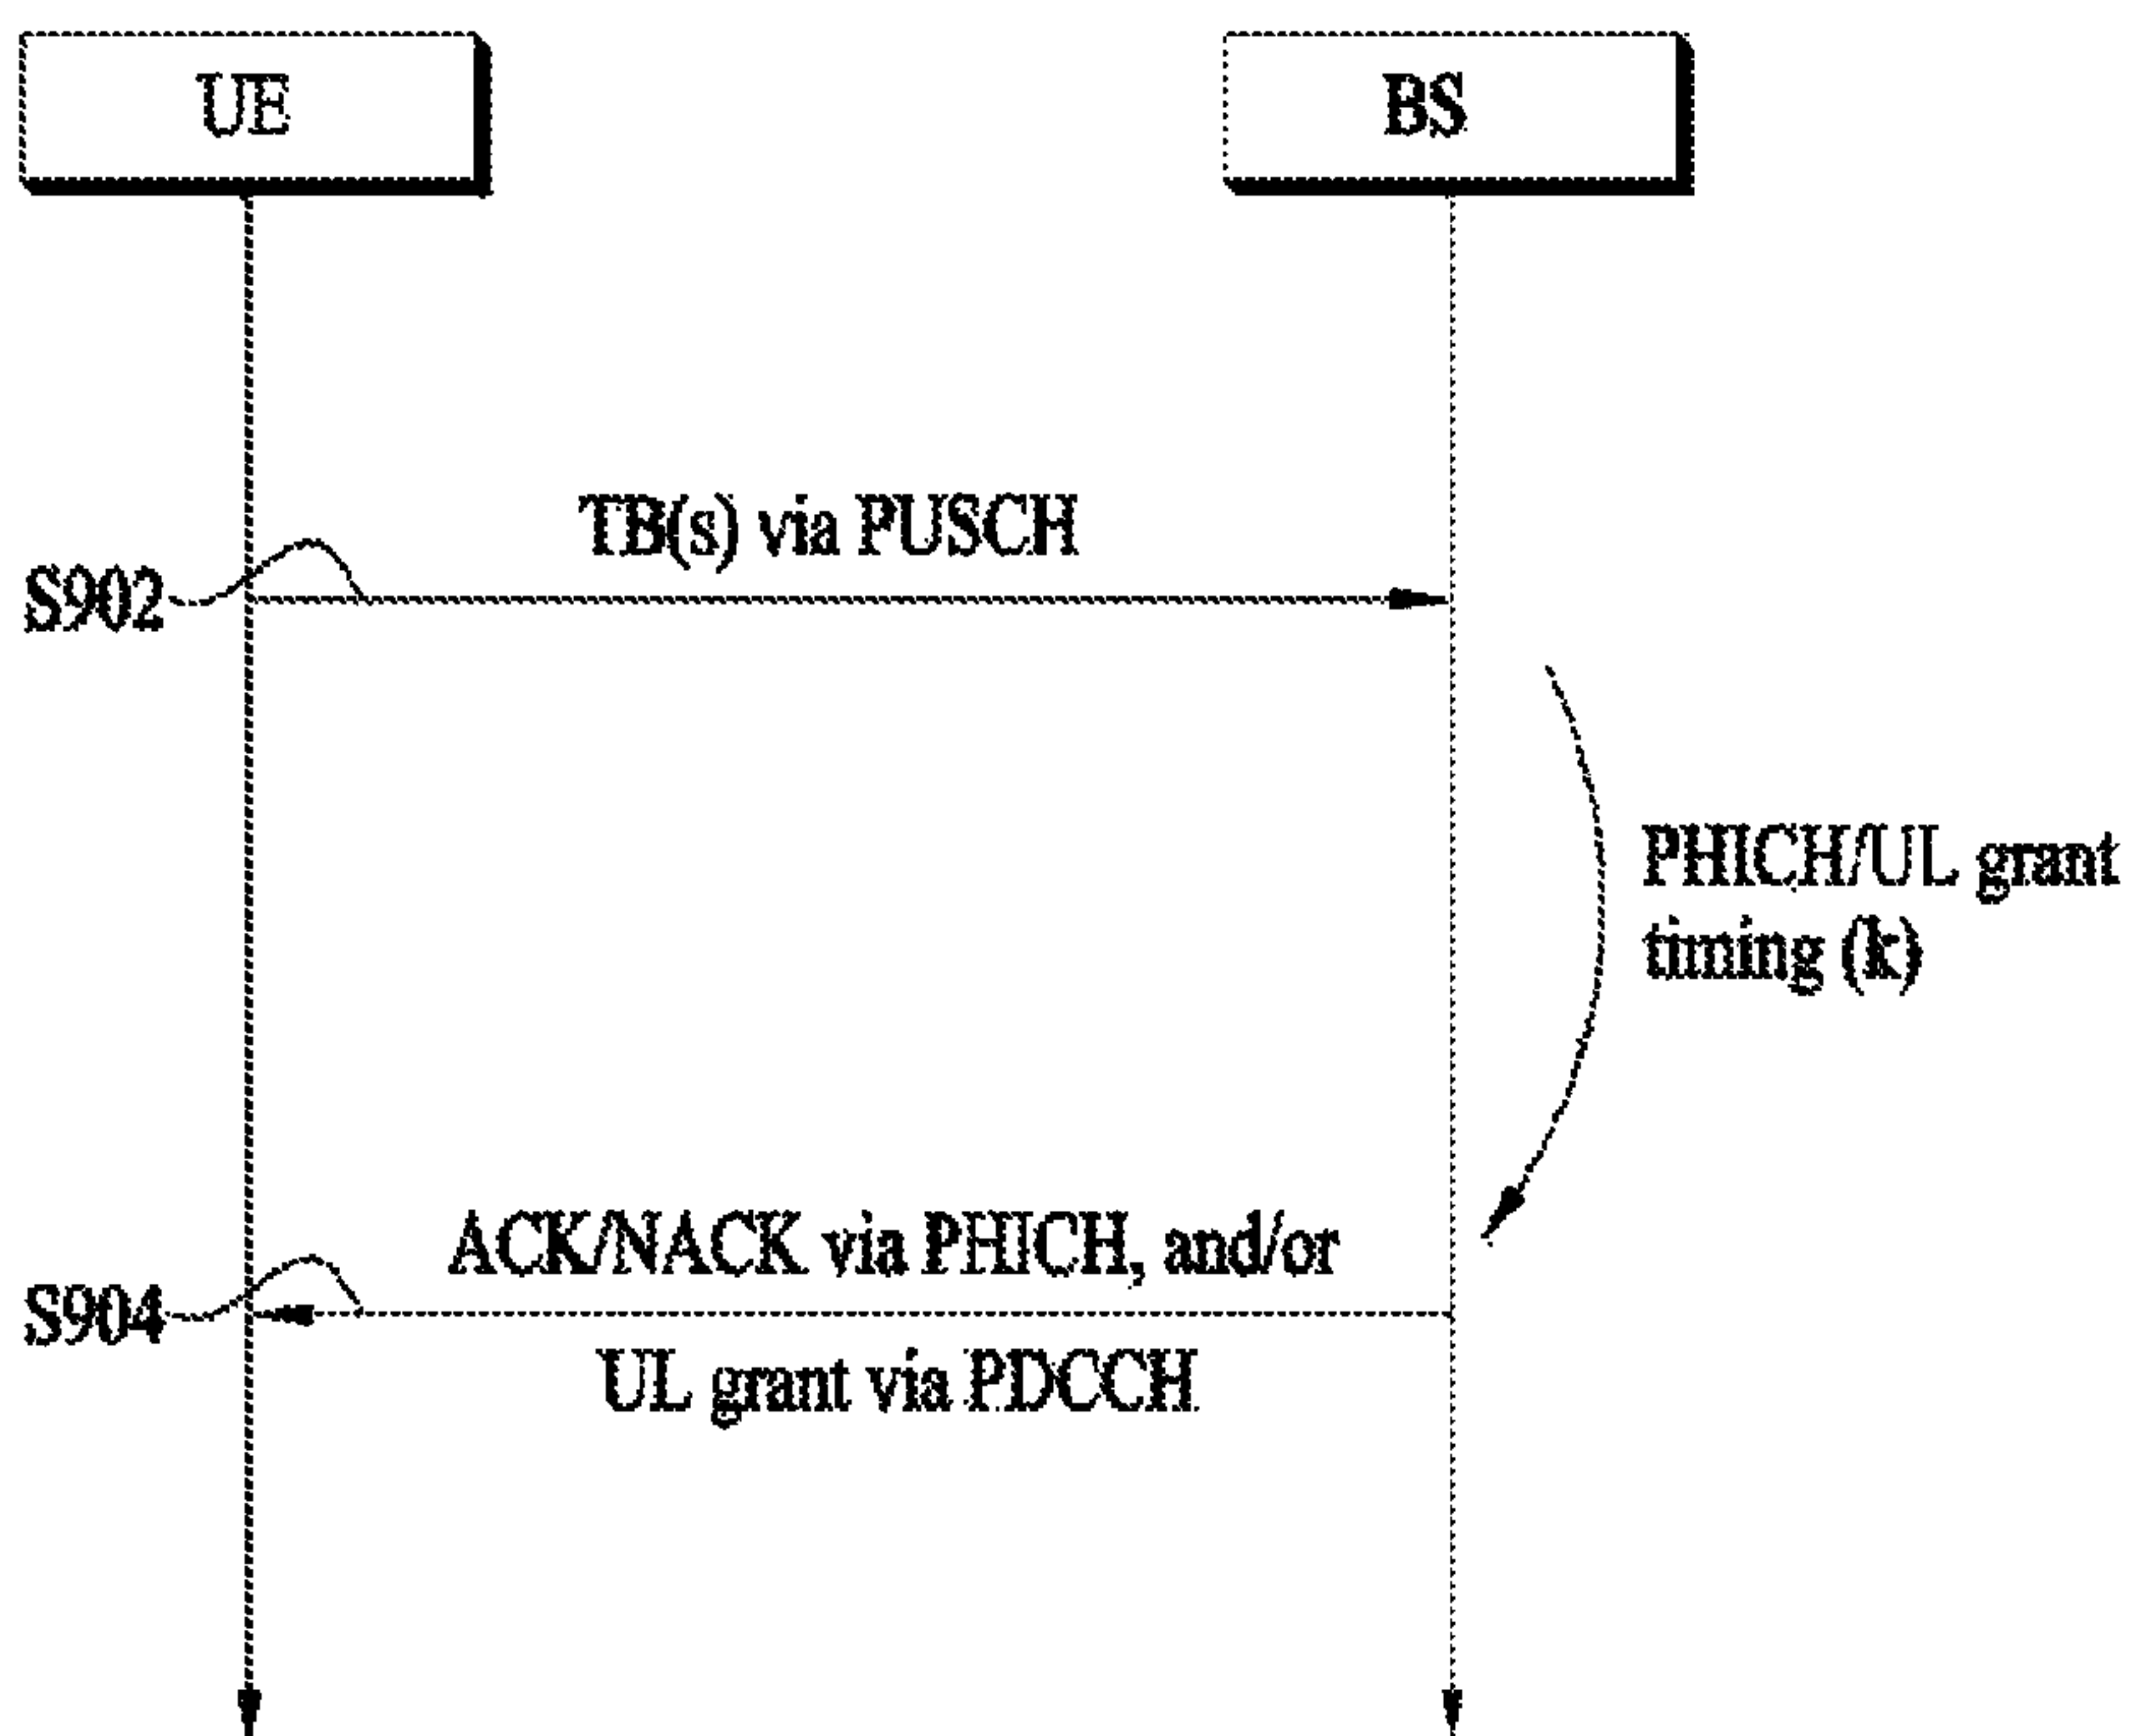 UE
BS
TB(s) via PUSCH
S902
PHICH/UL grant
timing (k)
ACK/NACK via PHICH, and/or
S904
UL grant via PDCCH